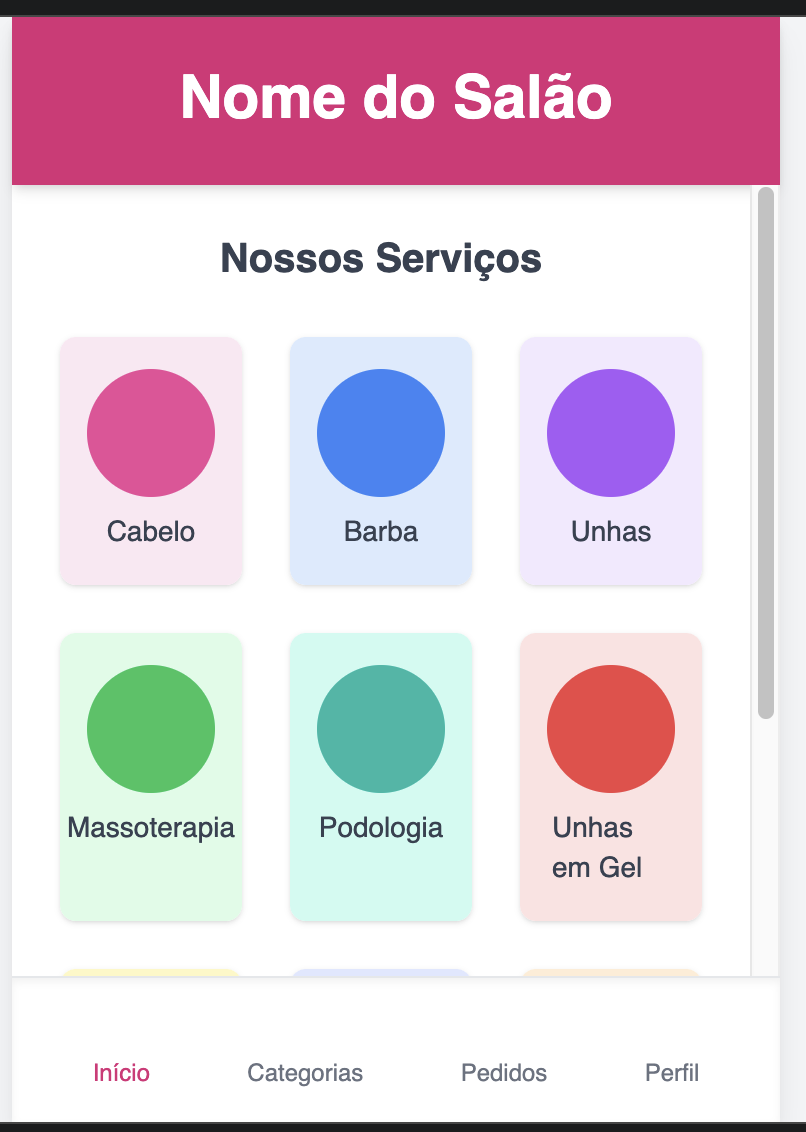 Nome do Salão
Nossos Serviços
Cabelo
Barba
Unhas
Massoterapia
Podologia
Unhas
em Gel
Início
Categorias
Pedidos
Perfil